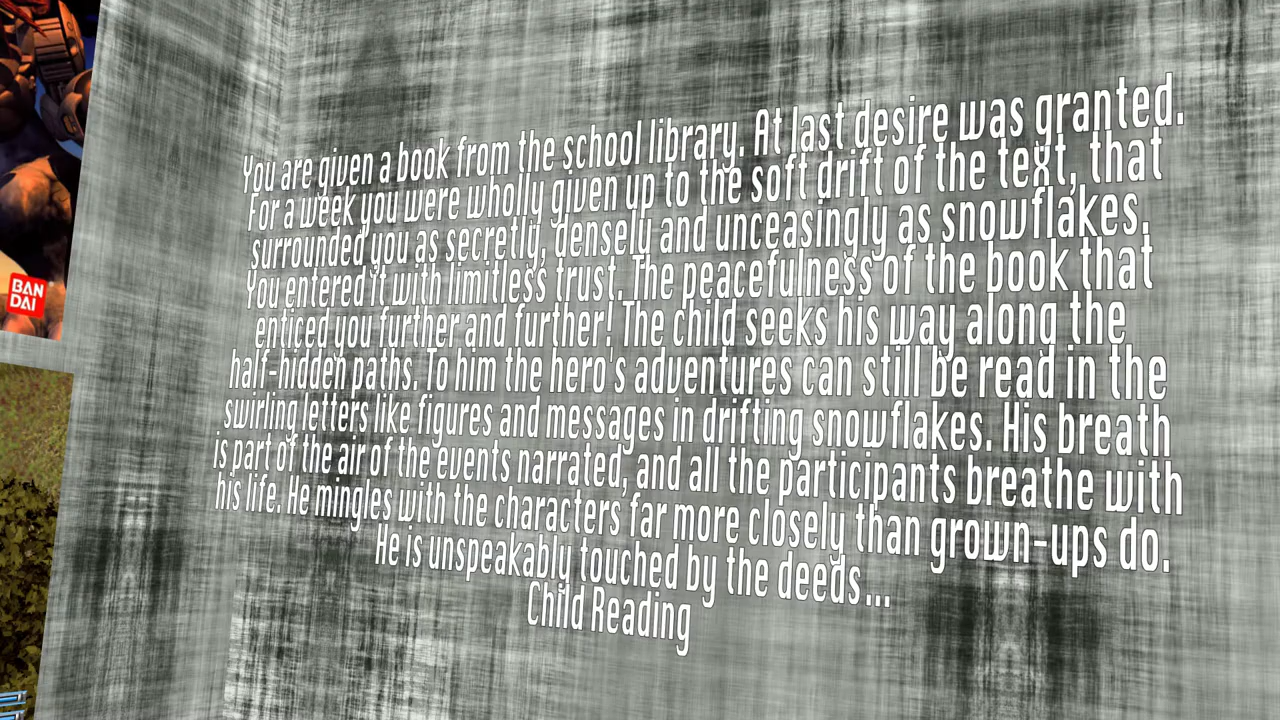 BAN
DAI
You are given a book from the school library. At last desire was granted.
For a week you were wholly given up to the soft drift of the text, that
surrounded you as secretly, densely and unceasingly as snowflakes.
You entered it with limitless trust. The peacefulness of the book that
enticed you further and further! The child seeks his way along the
half-hidden paths. To him the hero's adventures can still be read in the
swirling letters like figures and messages in drifting snowflakes. His breath
is part of the air of the events narrated, and all the participants breathe with
his life. He mingles with the characters far more closely than grown-ups do.
He is unspeakably touched by the deeds...
Child Reading